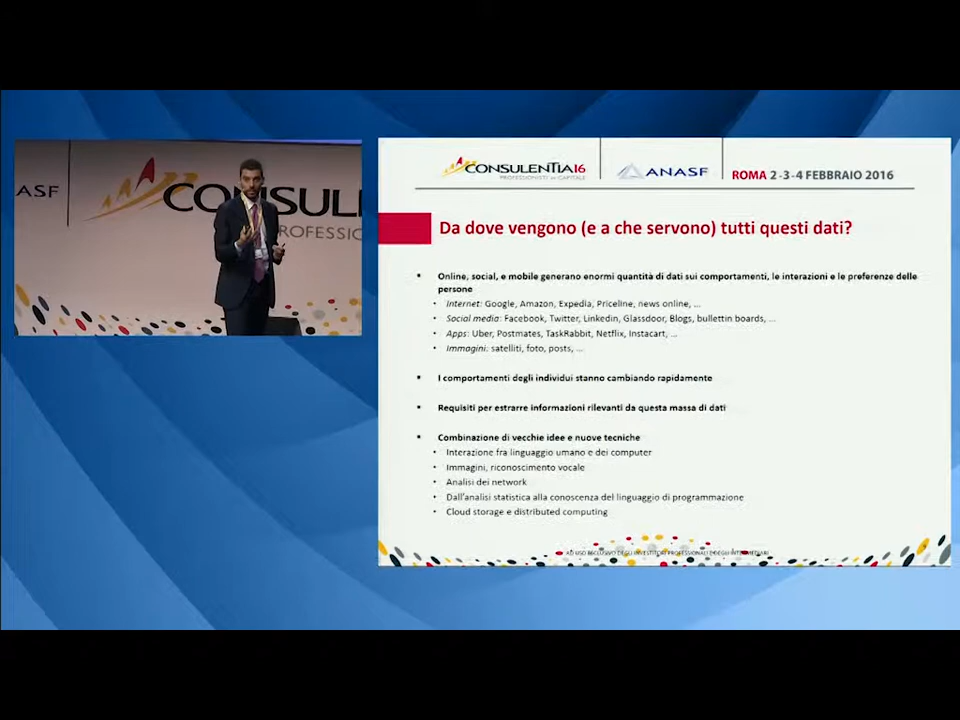 ASF
CONSUL
PROFESSIO
CONSULENTIA16
PROFESSIONISTI DI CAPITALE
ANASF
ROMA 2-3-4 FEBBRAIO 2016
Da dove vengono (e a che servono) tutti questi dati?
▪ Online, social, e mobile generano enormi quantità di dati sui comportamenti, le interazioni e le preferenze delle
persone
• Internet: Google, Amazon, Expedia, Priceline, news online, ...
• Social media: Facebook, Twitter, Linkedin, Glassdoor, Blogs, bullettin boards, ...
• Apps: Uber, Postmates, TaskRabbit, Netflix, Instacart, ...
• Immagini: satelliti, foto, posts, ...
▪ I comportamenti degli individui stanno cambiando rapidamente
▪ Requisiti per estrarre informazioni rilevanti da questa massa di dati
▪ Combinazione di vecchie idee e nuove tecniche
• Interazione fra linguaggio umano e dei computer
• Immagini, riconoscimento vocale
• Analisi dei network
• Dall'analisi statistica alla conoscenza del linguaggio di programmazione
• Cloud storage e distributed computing
AD USO ESCLUSIVO DEGLI INVESTITORI PROFESSIONALI E DEGLI INTERMEDIARI